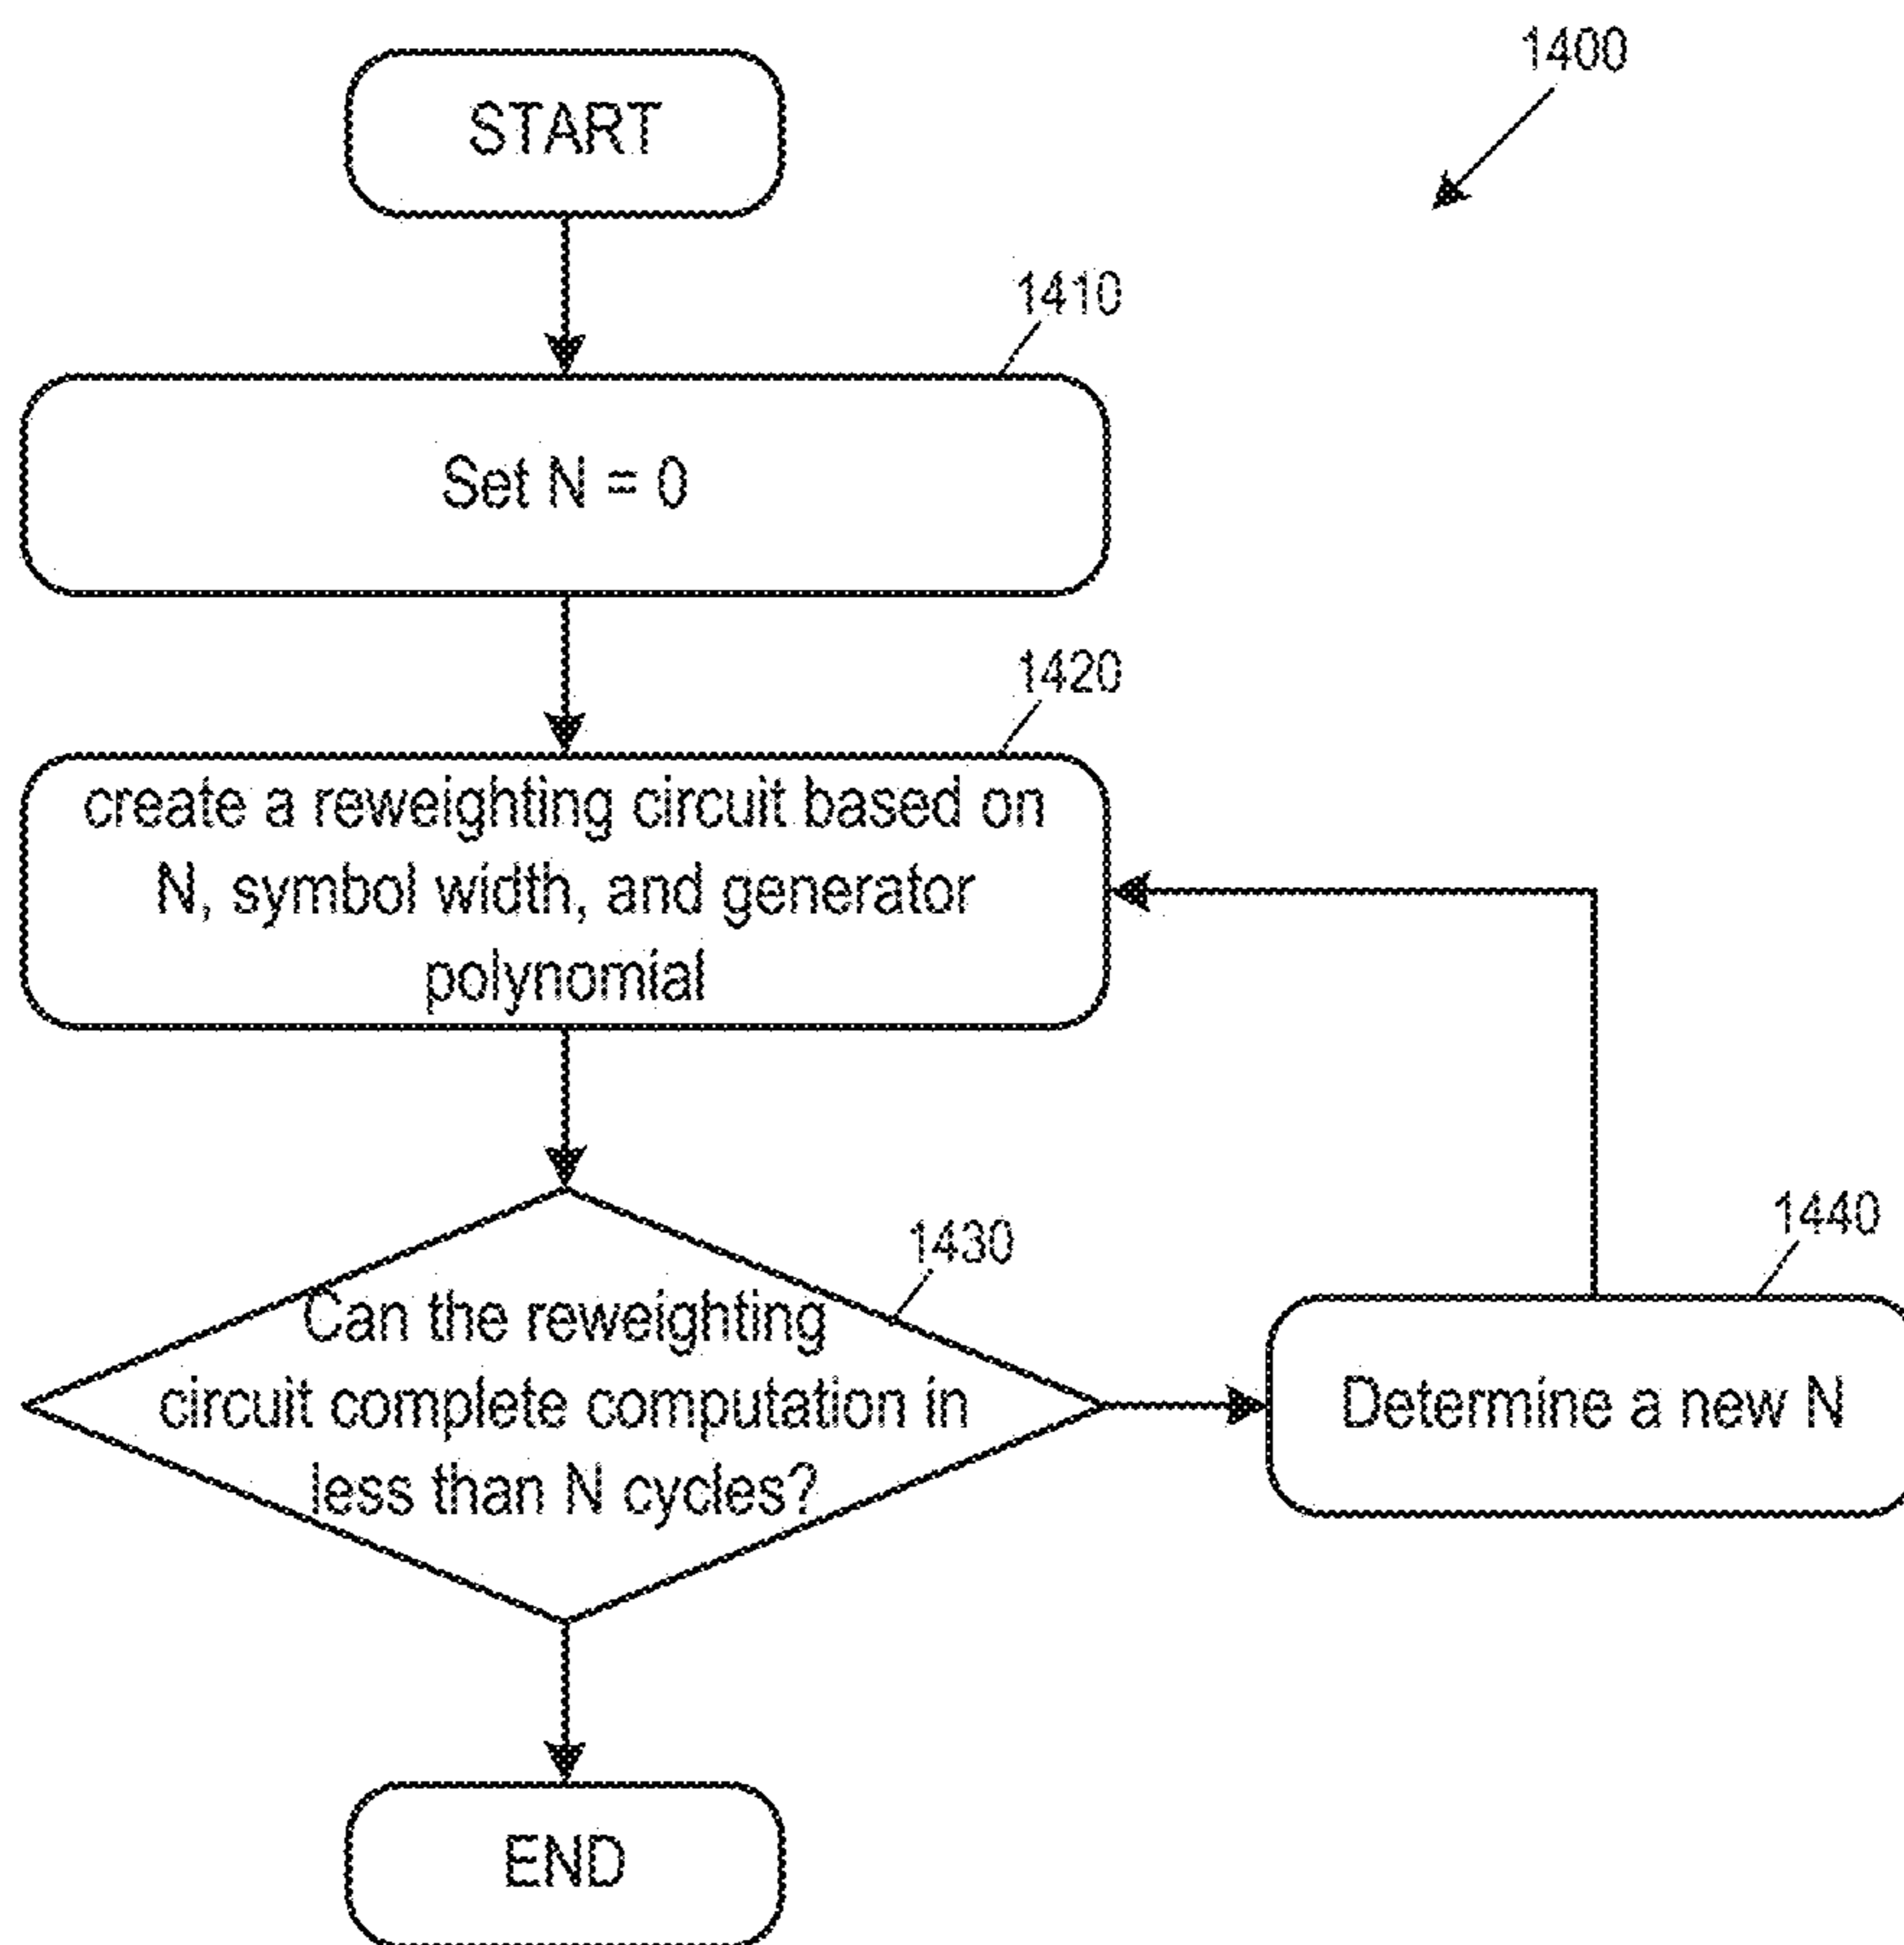 1400
START
1410
Set N = 0
1420
create a reweighting circuit based on
N, symbol width, and generator
polynomial
1430
Can the reweighting
circuit complete computation in
less than N cycles?
1440
Determine a new N
END